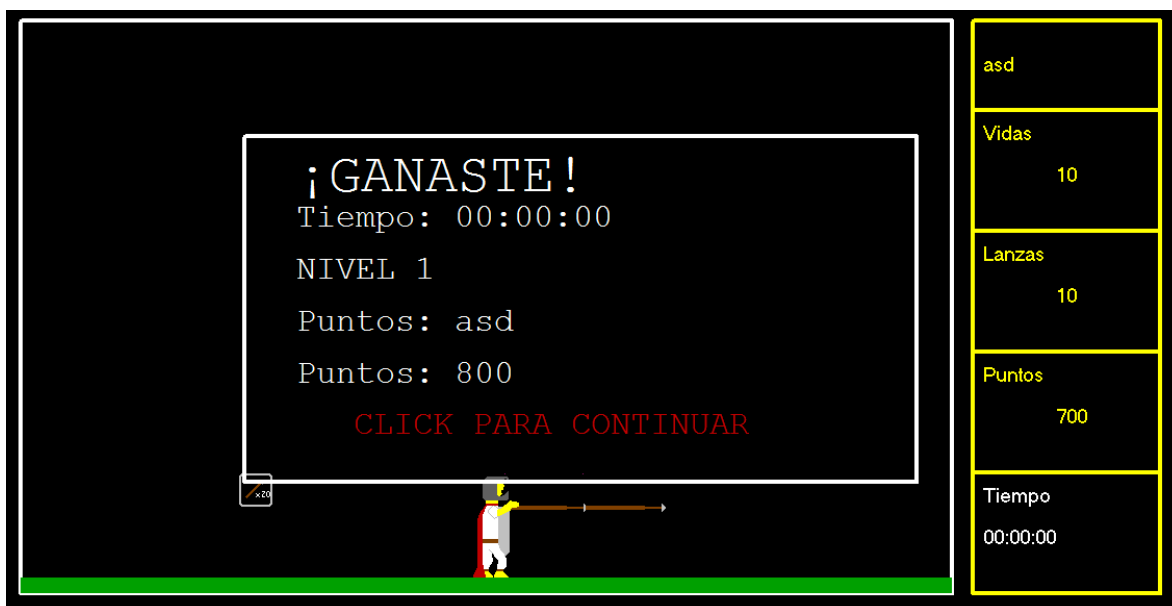 ¡GANASTE!
Tiempo: 00:00:00
NIVEL 1
Puntos: asd
Puntos: 800
CLICK PARA CONTINUAR
x20
asd
Vidas
10
Lanzas
10
Puntos
700
Tiempo
00:00:00